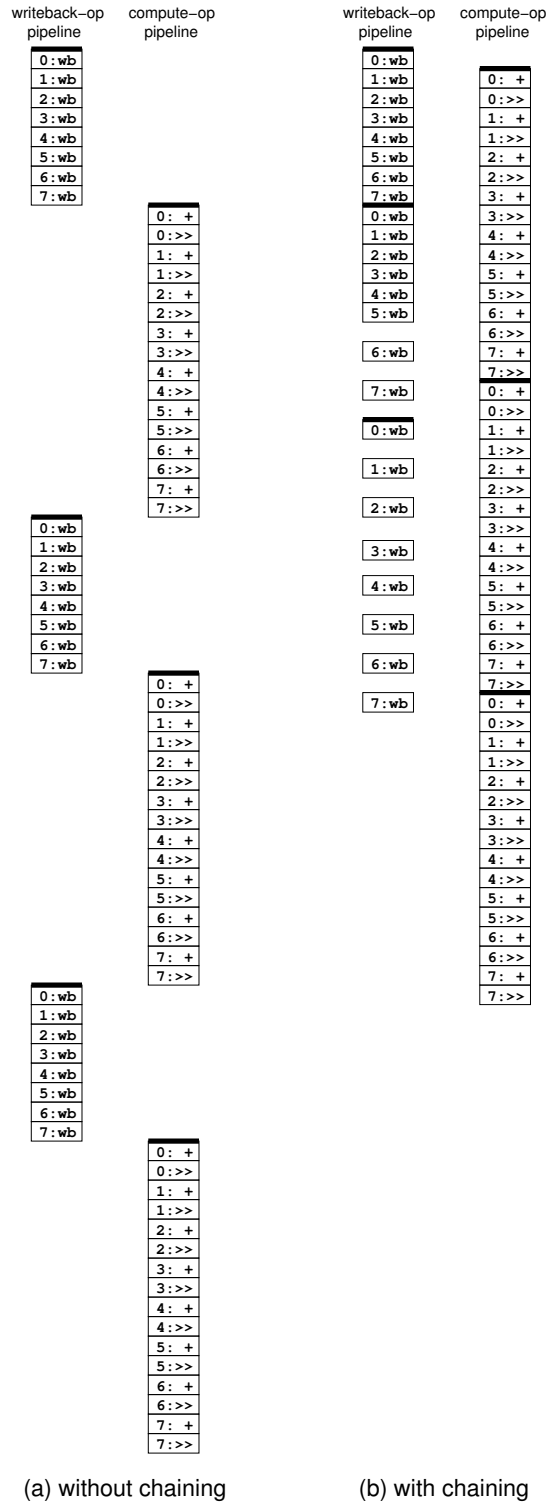 writeback-op
pipeline
0:wb
1:wb
2:wb
3:wb
4:wb
5:wb
6:wb
7:wb
0:wb
1:wb
2:wb
3:wb
4:wb
5:wb
6:wb
7:wb
0:wb
1:wb
2:wb
3:wb
4:wb
5:wb
6:wb
7:wb
compute-op
pipeline
0: +
0:>>
1: +
1:>>
2: +
2:>>
3: +
3:>>
4: +
4:>>
5: +
5:>>
6: +
6:>>
7: +
7:>>
0: +
0:>>
1: +
1:>>
2: +
2:>>
3: +
3:>>
4: +
4:>>
5: +
5:>>
6: +
6:>>
7: +
7:>>
0: +
0:>>
1: +
1:>>
2: +
2:>>
3: +
3:>>
4: +
4:>>
5: +
5:>>
6: +
6:>>
7: +
7:>>
(a) without chaining
writeback-op
pipeline
0:wb
1:wb
2:wb
3:wb
4:wb
5:wb
6:wb
7:wb
0:wb
1:wb
2:wb
3:wb
4:wb
5:wb
6:wb
7:wb
0:wb
1:wb
2:wb
3:wb
4:wb
5:wb
6:wb
7:wb
compute-op
pipeline
0: +
0:>>
1: +
1:>>
2: +
2:>>
3: +
3:>>
4: +
4:>>
5: +
5:>>
6: +
6:>>
7: +
7:>>
0: +
0:>>
1: +
1:>>
2: +
2:>>
3: +
3:>>
4: +
4:>>
5: +
5:>>
6: +
6:>>
7: +
7:>>
0: +
0:>>
1: +
1:>>
2: +
2:>>
3: +
3:>>
4: +
4:>>
5: +
5:>>
6: +
6:>>
7: +
7:>>
(b) with chaining